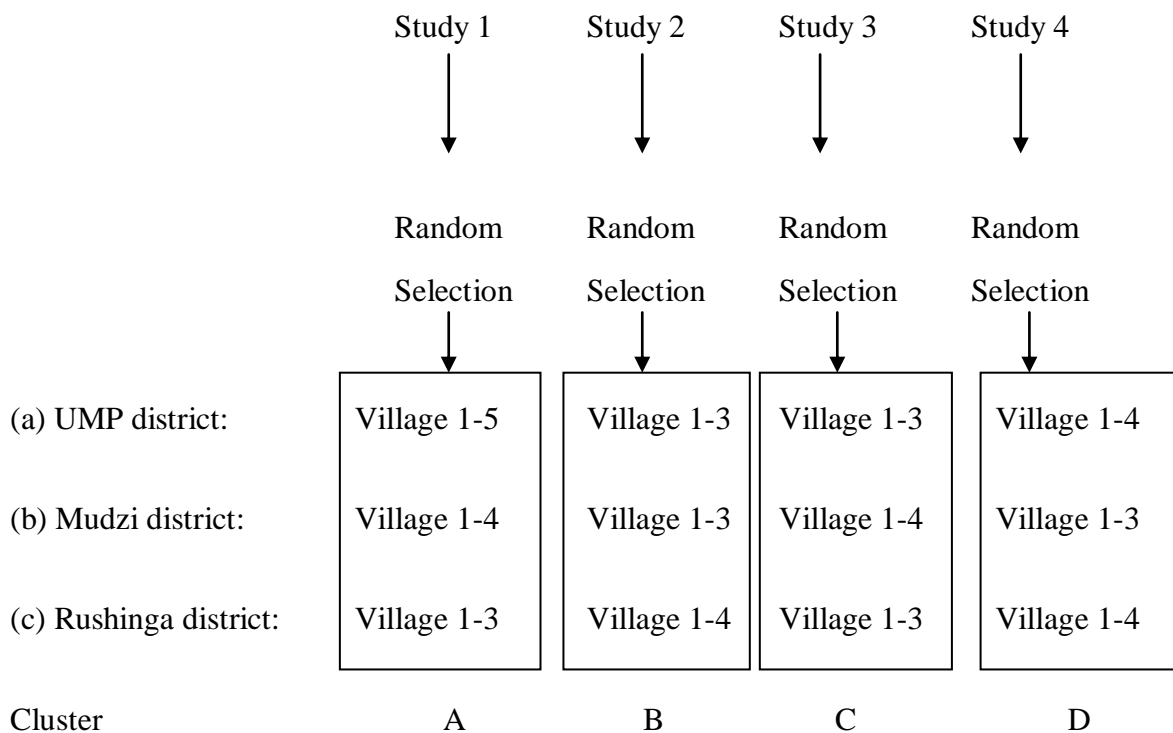 Study 1 Study 2 Study 3 Study 4
Random Random Random Random
Selection Selection Selection Selection
(a) UMP district: Village 1-5 Village 1-3 Village 1-3 Village 1-4
(b) Mudzi district: Village 1-4 Village 1-3 Village 1-4 Village 1-3
(c) Rushinga district: Village 1-3 Village 1-4 Village 1-3 Village 1-4
Cluster A B C D